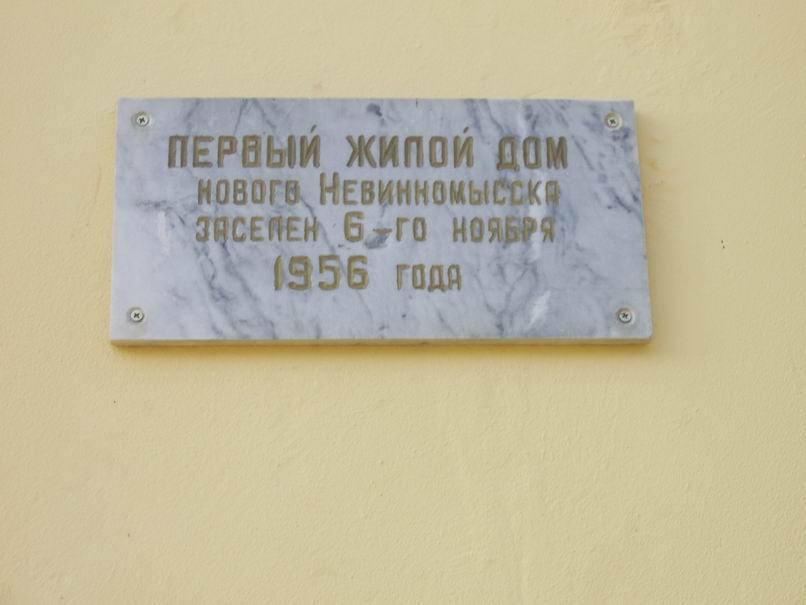 ПЕРВЫЙ ЖИЛОЙ ДОМ
НОВОГО НЕВИННОМЫССКА
ЗАСЕЛЕН 6-ГО НОЯБРЯ
1956 ГОДА